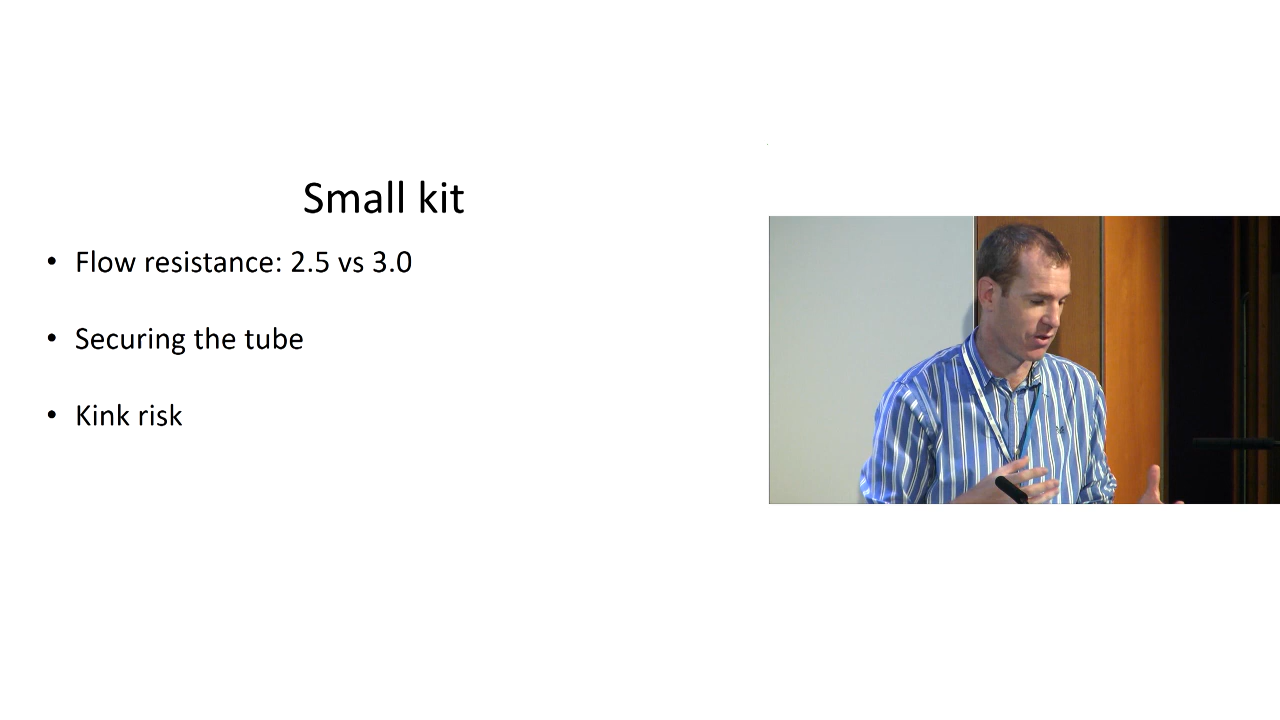 Small kit
• Flow resistance: 2.5 vs 3.0
• Securing the tube
• Kink risk